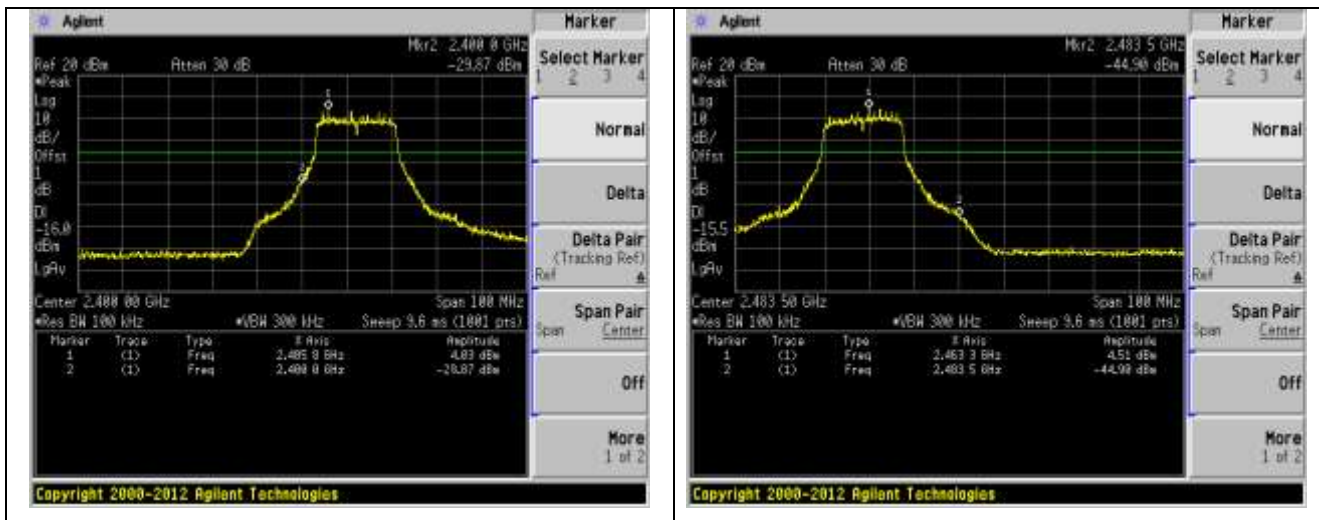 Agilent
Marker
Mkr2 2.400 0 GHz
Ref 20 dBm Atten 30 dB -29.87 dBm
Select Marker
1 2 3 4
Peak
Log
10
dB/
Offst
1
dB
DI
-16.0
dBm
LgAv
Normal
Delta
Delta Pair
(Tracking Ref)
Ref
Span Pair
Span Center
Off
More
1 of 2
Center 2.400 00 GHz Span 100 MHz
Res BW 100 kHz VBW 300 kHz Sweep 9.6 ms (1001 pts)
Marker Trace Type X Axis Amplitude
1 (1) Freq 2.405 8 GHz 4.03 dBm
2 (1) Freq 2.400 0 GHz -29.87 dBm
Copyright 2000-2012 Agilent Technologies
Agilent
Marker
Mkr2 2.483 5 GHz
Ref 20 dBm Atten 30 dB -44.90 dBm
Select Marker
1 2 3 4
Peak
Log
10
dB/
Offst
1
dB
DI
-15.5
dBm
LgAv
Normal
Delta
Delta Pair
(Tracking Ref)
Ref
Span Pair
Span Center
Off
More
1 of 2
Center 2.483 50 GHz Span 100 MHz
Res BW 100 kHz VBW 300 kHz Sweep 9.6 ms (1001 pts)
Marker Trace Type X Axis Amplitude
1 (1) Freq 2.463 3 GHz 4.51 dBm
2 (1) Freq 2.483 5 GHz -44.90 dBm
Copyright 2000-2012 Agilent Technologies